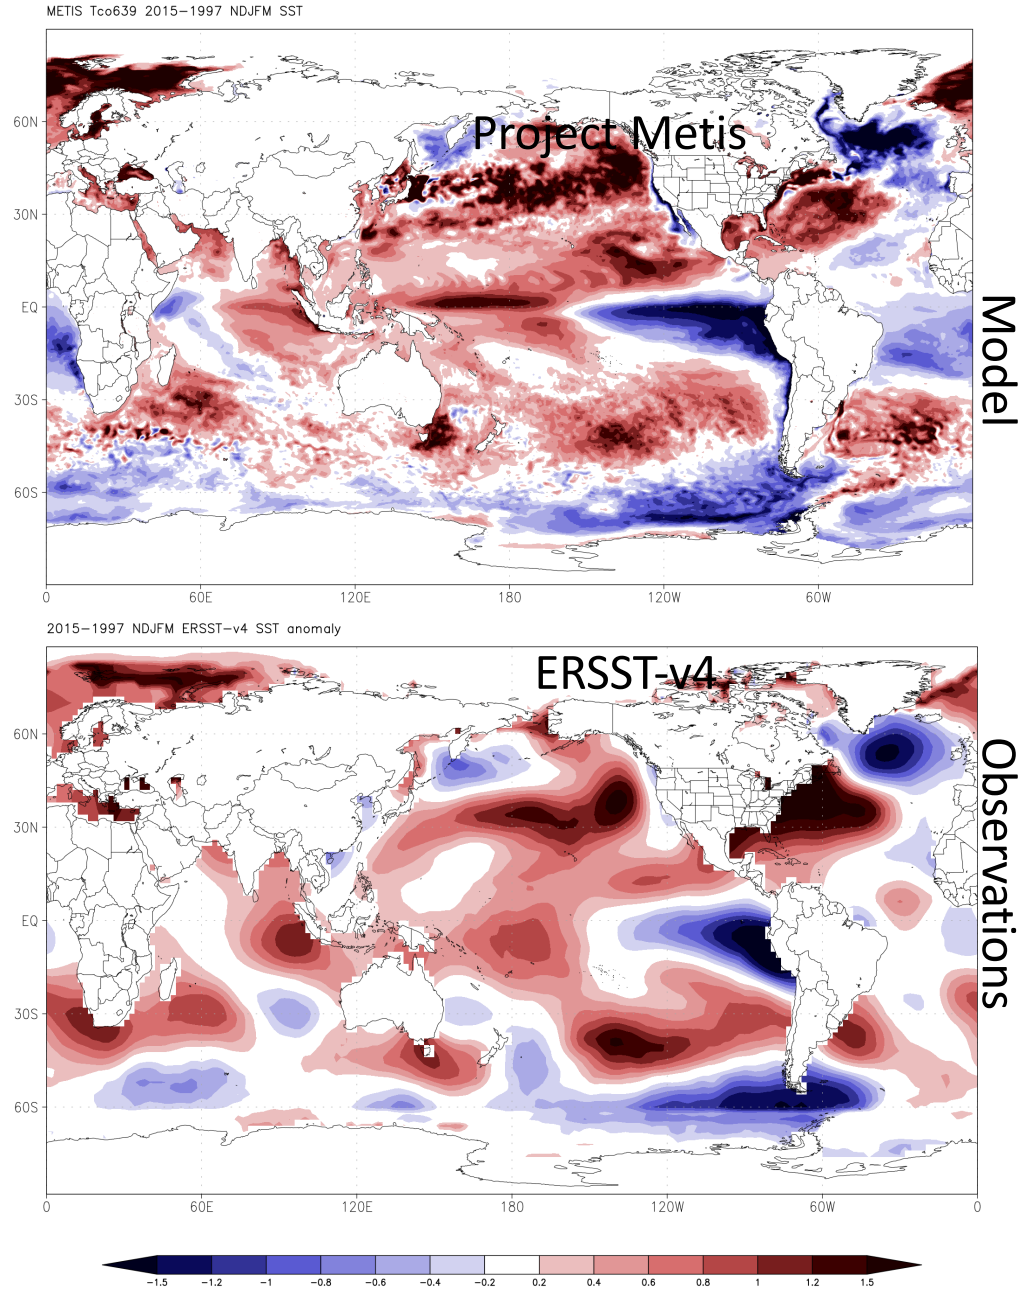 METIS Tco639 2015-1997 NDJFM SST
Project Metis
60N
30N
EQ
30S
60S
0 60E 120E 180 120W 60W
Model
2015-1997 NDJFM ERSST-v4 SST anomaly
ERSST-v4
60N
30N
EQ
30S
60S
0 60E 120E 180 120W 60W 0
Observations
-1.5 -1.2 -1 -0.8 -0.6 -0.4 -0.2 0.2 0.4 0.6 0.8 1 1.2 1.5